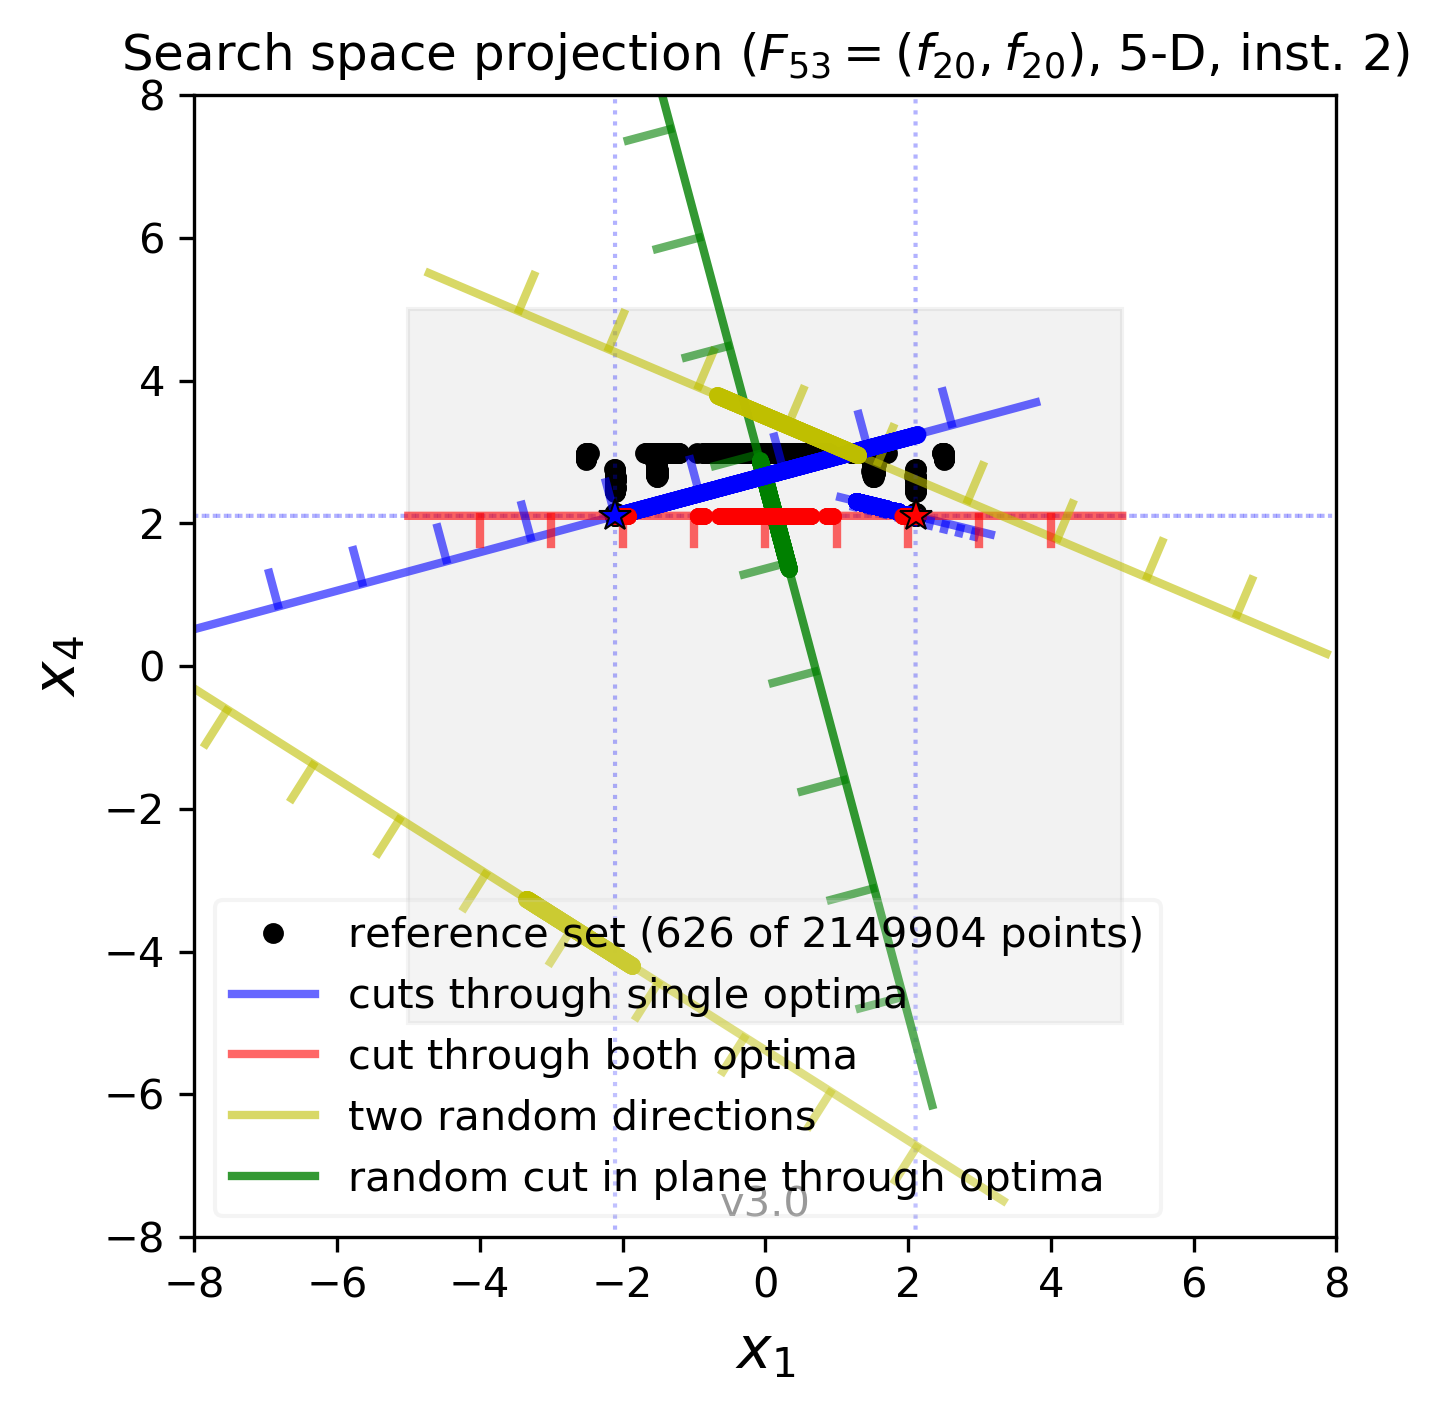 Search space projection (F₅₃ = (f₂₀, f₂₀), 5-D, inst. 2)
8
6
4
2
0
−2
−4
−6
−8
x₄
reference set (626 of 2149904 points)
cuts through single optima
cut through both optima
two random directions
random cut in plane through optima
v3.0
−8 −6 −4 −2 0 2 4 6 8
x₁